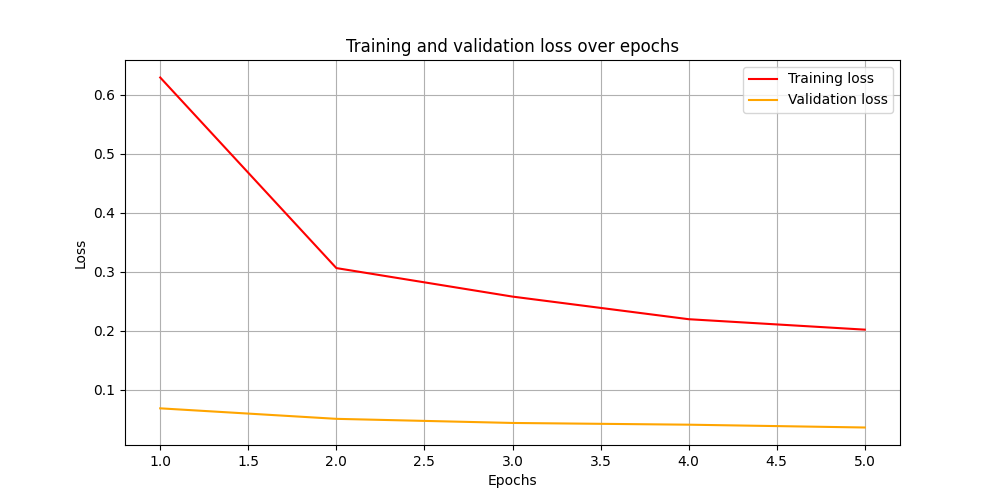 Training and validation loss over epochs
Training loss
Validation loss
0.6
0.5
0.4
0.3
0.2
0.1
Loss
1.0 1.5 2.0 2.5 3.0 3.5 4.0 4.5 5.0
Epochs